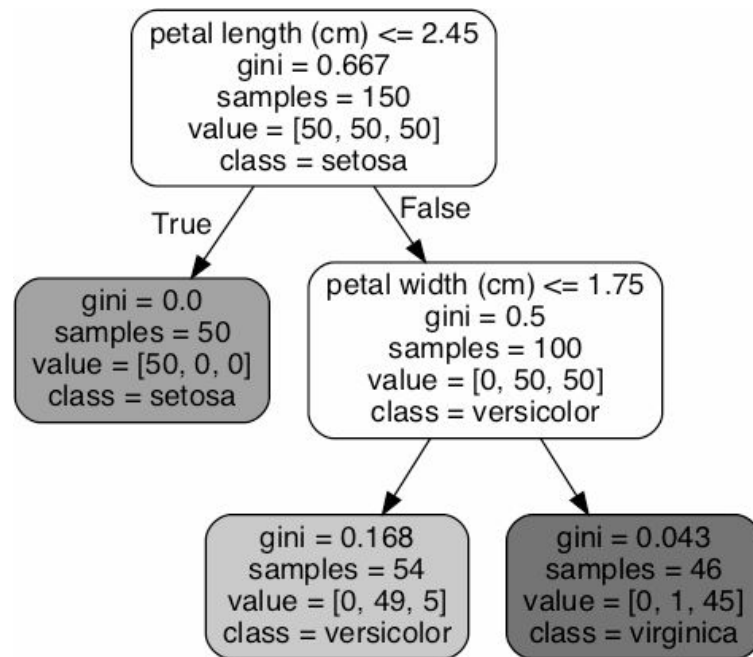 petal length (cm) <= 2.45
gini = 0.667
samples = 150
value = [50, 50, 50]
class = setosa
True
False
gini = 0.0
samples = 50
value = [50, 0, 0]
class = setosa
petal width (cm) <= 1.75
gini = 0.5
samples = 100
value = [0, 50, 50]
class = versicolor
gini = 0.168
samples = 54
value = [0, 49, 5]
class = versicolor
gini = 0.043
samples = 46
value = [0, 1, 45]
class = virginica